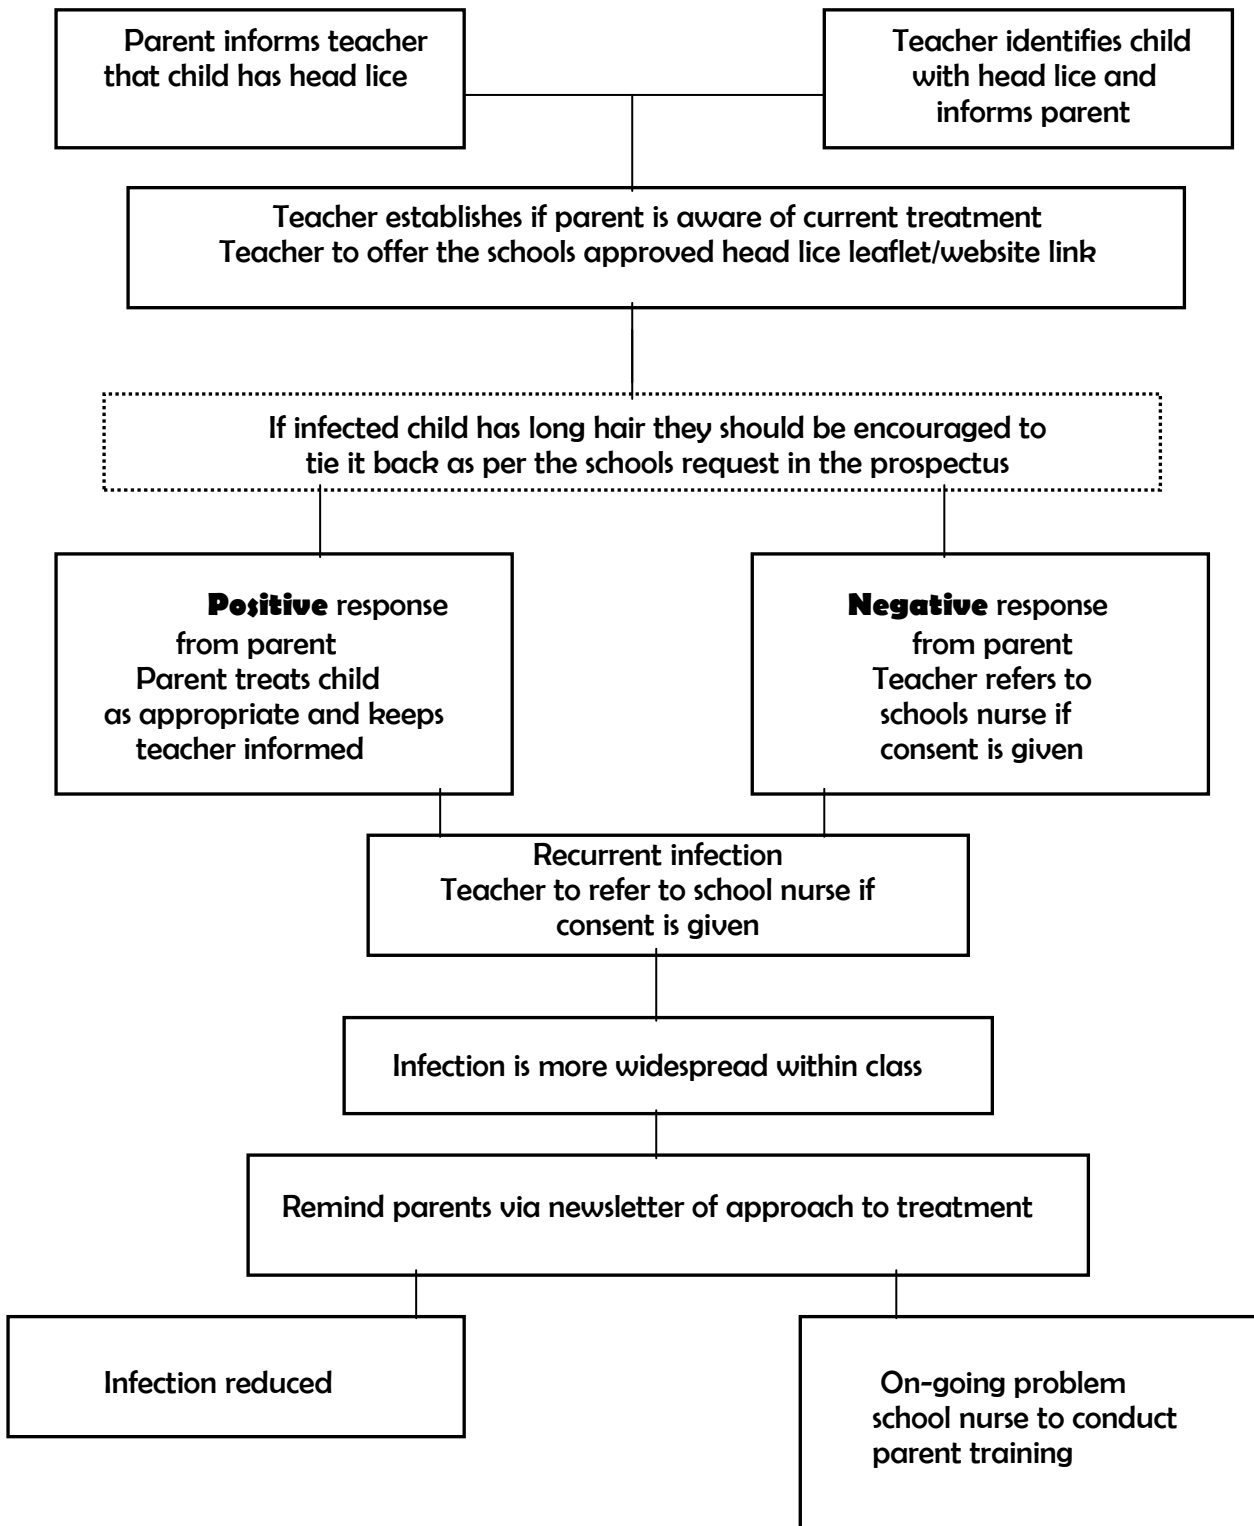 Parent informs teacher
that child has head lice
Teacher identifies child
with head lice and
informs parent
Teacher establishes if parent is aware of current treatment
Teacher to offer the schools approved head lice leaflet/website link
If infected child has long hair they should be encouraged to
tie it back as per the schools request in the prospectus
Positive response
from parent
Parent treats child
as appropriate and keeps
teacher informed
Negative response
from parent
Teacher refers to
schools nurse if
consent is given
Recurrent infection
Teacher to refer to school nurse if
consent is given
Infection is more widespread within class
Remind parents via newsletter of approach to treatment
Infection reduced
On-going problem
school nurse to conduct
parent training